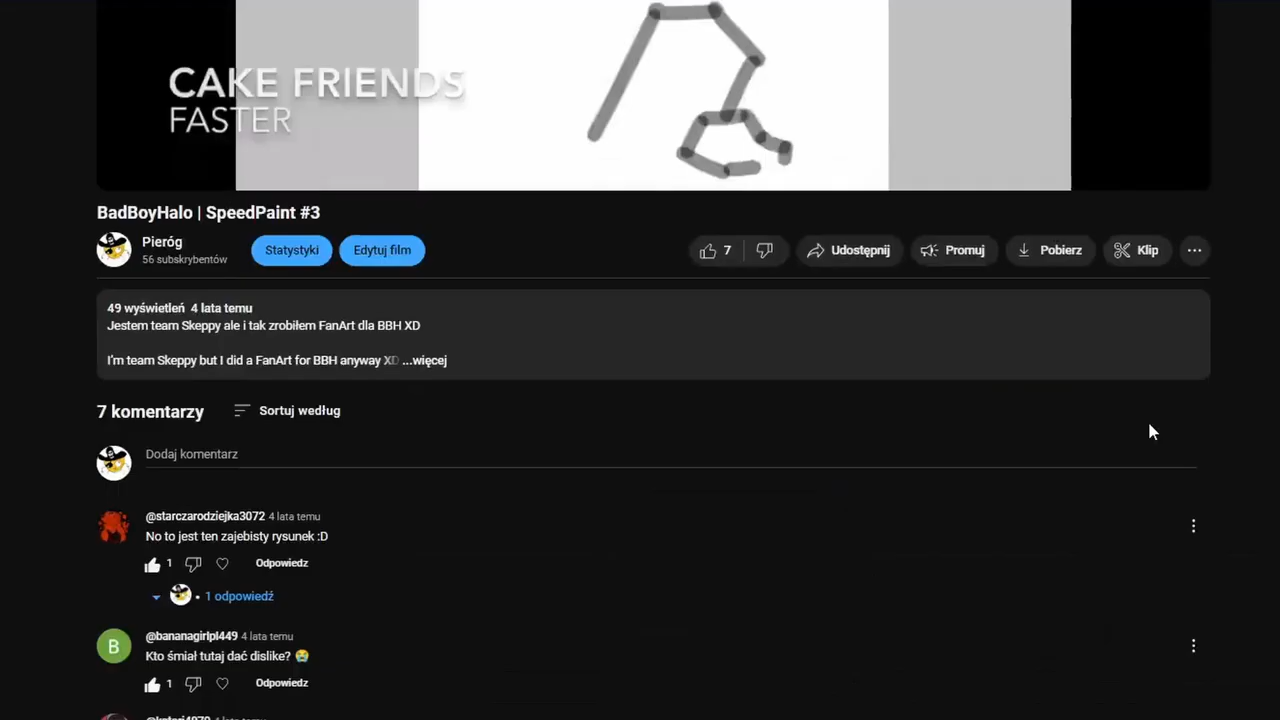 CAKE FRIENDS
FASTER
BadBoyHalo | SpeedPaint #3
Pieróg
56 subskrybentów
Statystyki
Edytuj film
7
Udostępnij
Promuj
Pobierz
Klip
49 wyświetleń 4 lata temu
Jestem team Skeppy ale i tak zrobiłem FanArt dla BBH XD
I'm team Skeppy but I did a FanArt for BBH anyway XD ...więcej
7 komentarzy
Sortuj według
Dodaj komentarz
@starczarodziejka3072 4 lata temu
No to jest ten zajebisty rysunek :D
1
Odpowiedz
• 1 odpowiedź
B
@bananagirlpl449 4 lata temu
Kto śmiał tutaj dać dislike? 😭
1
Odpowiedz
4 lata temu